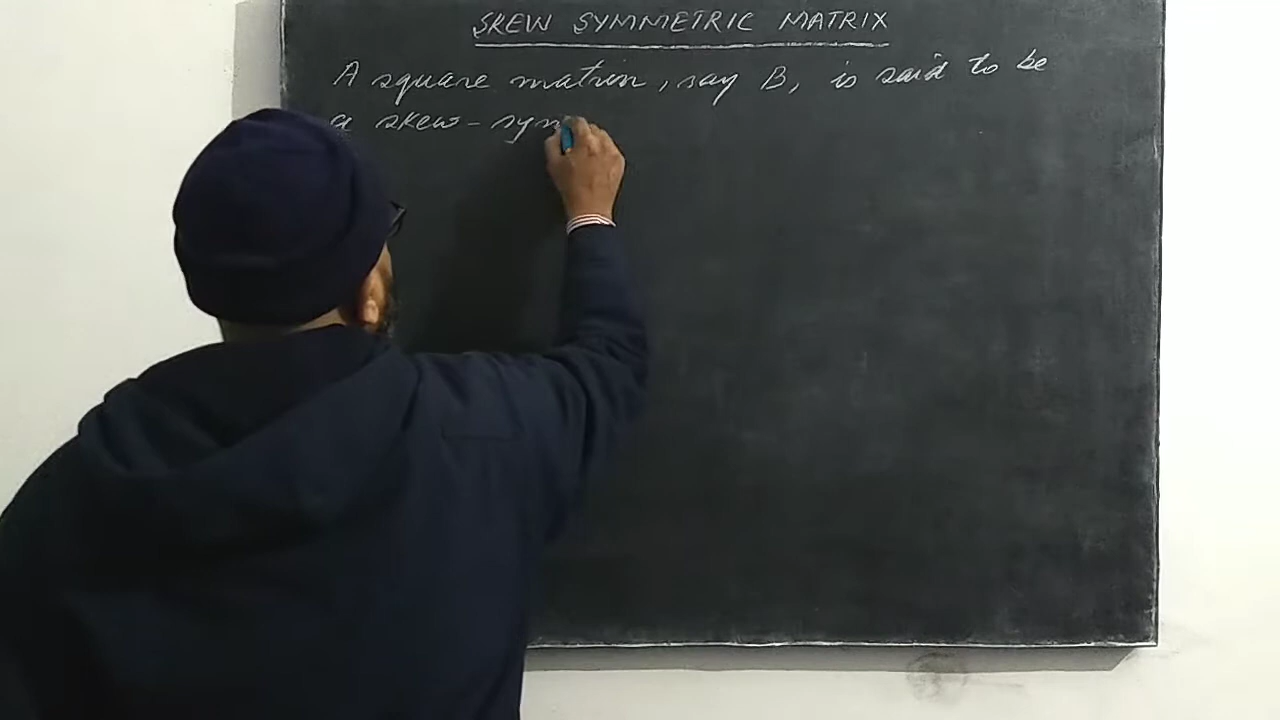 SKEW SYMMETRIC MATRIX
A square matrix, say B, is said to be
a skew-sym